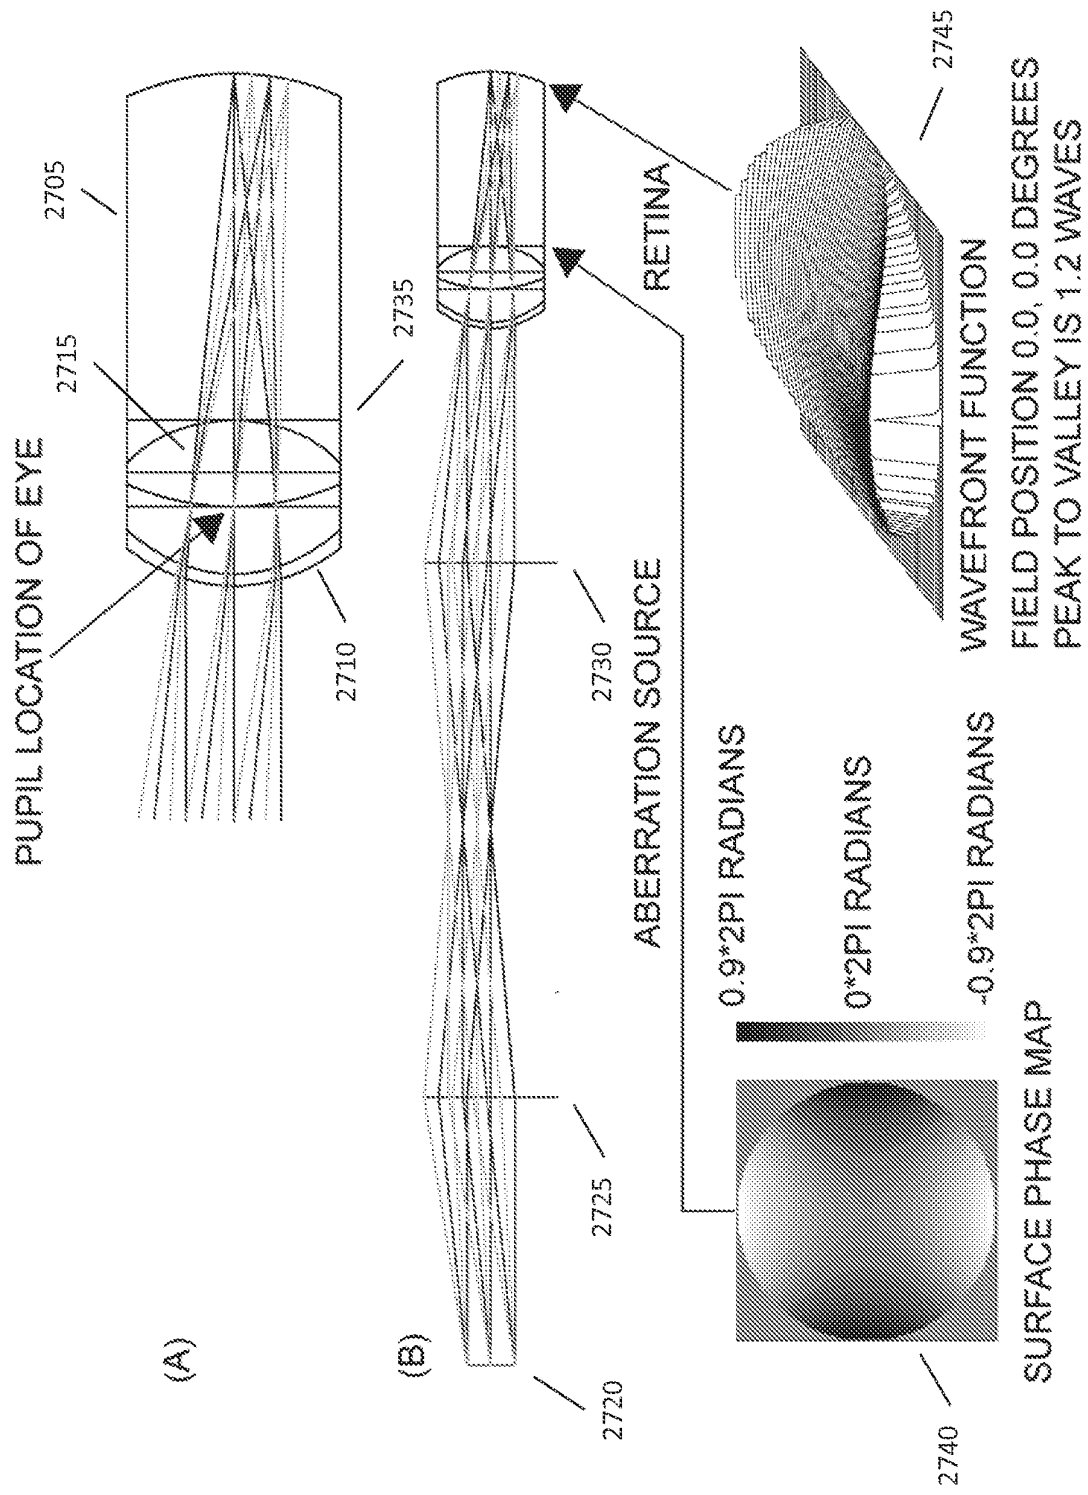 PUPIL LOCATION OF EYE
2705
2715
2710
2735
(A)
(B)
2720
2725
2730
ABERRATION SOURCE
RETINA
0.9*2PI RADIANS
0*2PI RADIANS
-0.9*2PI RADIANS
2740
SURFACE PHASE MAP
2745
WAVEFRONT FUNCTION
FIELD POSITION 0.0, 0.0 DEGREES
PEAK TO VALLEY IS 1.2 WAVES